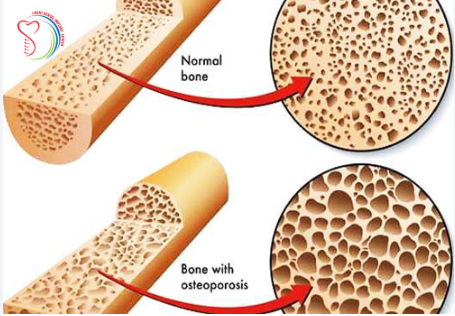 Normal
bone
Bone with
osteoporosis